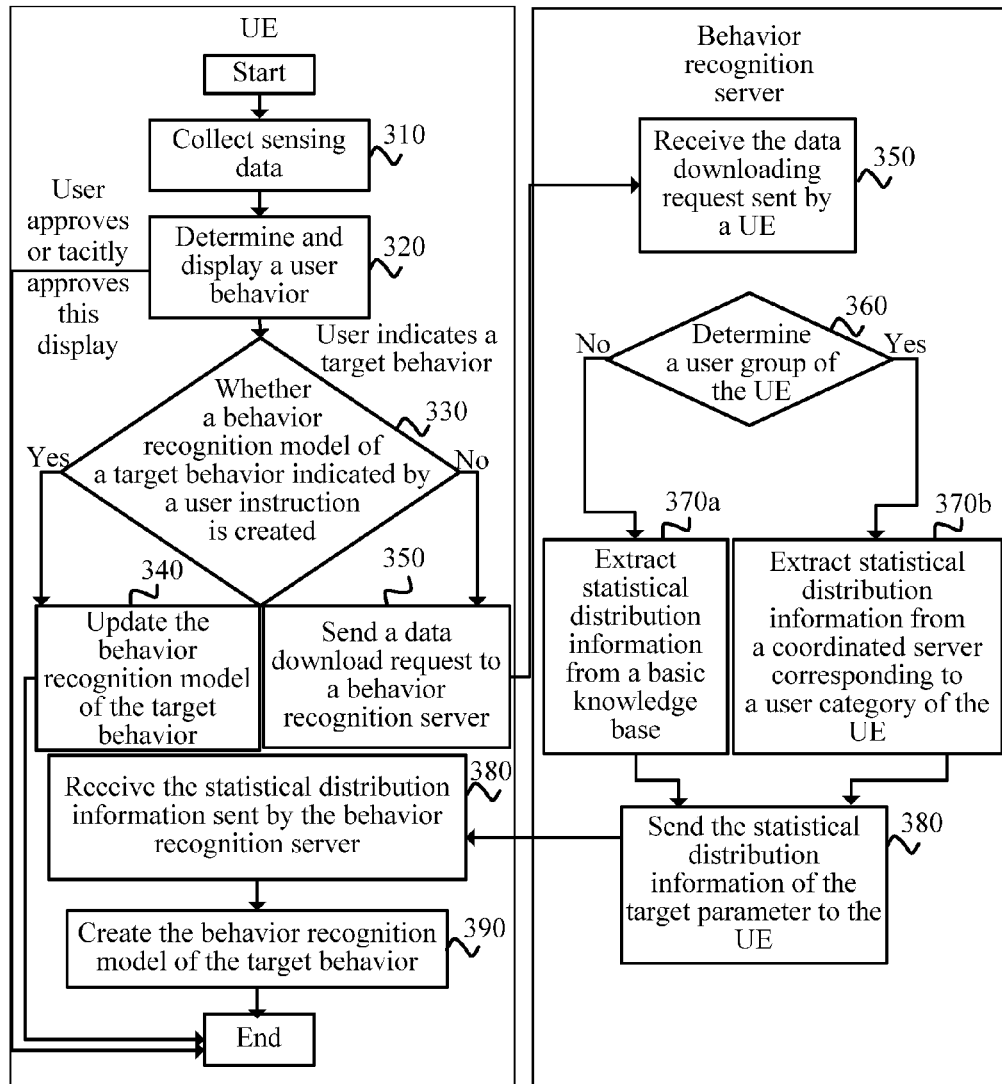 UE
Start
Collect sensing
data
310
User
approves
or tacitly
approves
this
display
Determine and
display a user
behavior
320
User indicates a
target behavior
Whether
a behavior
recognition model of
a target behavior indicated by
a user instruction
is created
330
Yes
No
340
Update the
behavior
recognition model
of the target
behavior
350
Send a data
download request to
a behavior
recognition server
Receive the statistical distribution
information sent by the behavior
recognition server
380
Create the behavior recognition
model of the target behavior
390
End
Behavior
recognition
server
Receive the data
downloading
request sent by
a UE
350
Determine
a user group of
the UE
360
No
Yes
370a
Extract
statistical
distribution
information
from a basic
knowledge
base
370b
Extract statistical
distribution
information from
a coordinated server
corresponding to
a user category of the
UE
Send the statistical
distribution
information of the
target parameter to the
UE
380